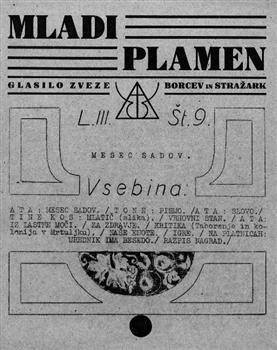 MLADI
PLAMEN
GLASILO ZVEZE BORCEV IN STRAŽARK
L.III. Št.9.
MESEC SADOV.
Vsebina:
ATA: MESEC SADOV. / TONE: PISMO. /ATA: SLOVO./
TINE KOS: MLATIČ (slika). / VRHOVNI STAN. / ATA:
IZ LASTNE MOČI. / ZA ZDRAVJE. / KRITIKA (Taborenje in ko-
lonija v Mrtuljku). / NAŠE ENOTE. / IGRE. / NA PLATNICAH:
UREDNIK IMA BESEDO./ RAZPIS NAGRAD./